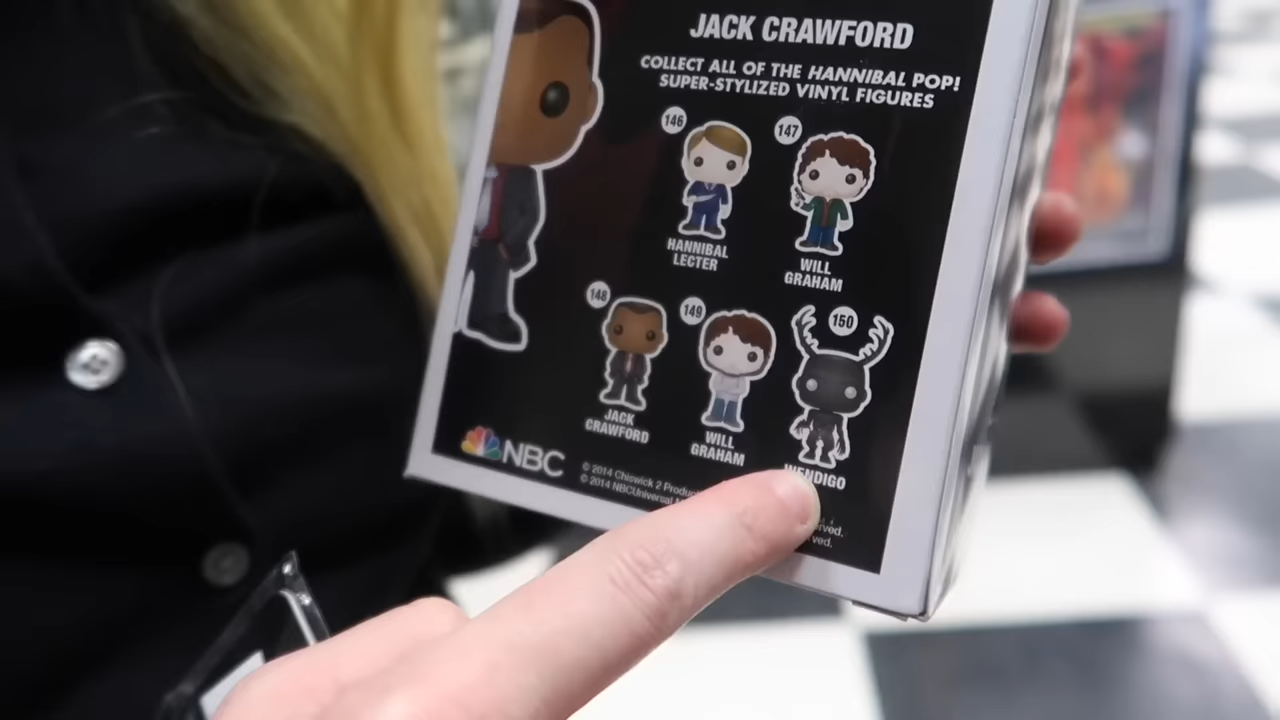 JACK CRAWFORD
COLLECT ALL OF THE HANNIBAL POP!
SUPER-STYLIZED VINYL FIGURES
146
147
HANNIBAL
LECTER
WILL
GRAHAM
148
149
150
JACK
CRAWFORD
WILL
GRAHAM
WENDIGO
NBC
© 2014 Chiswick 2
© 2014 NBCUniversal